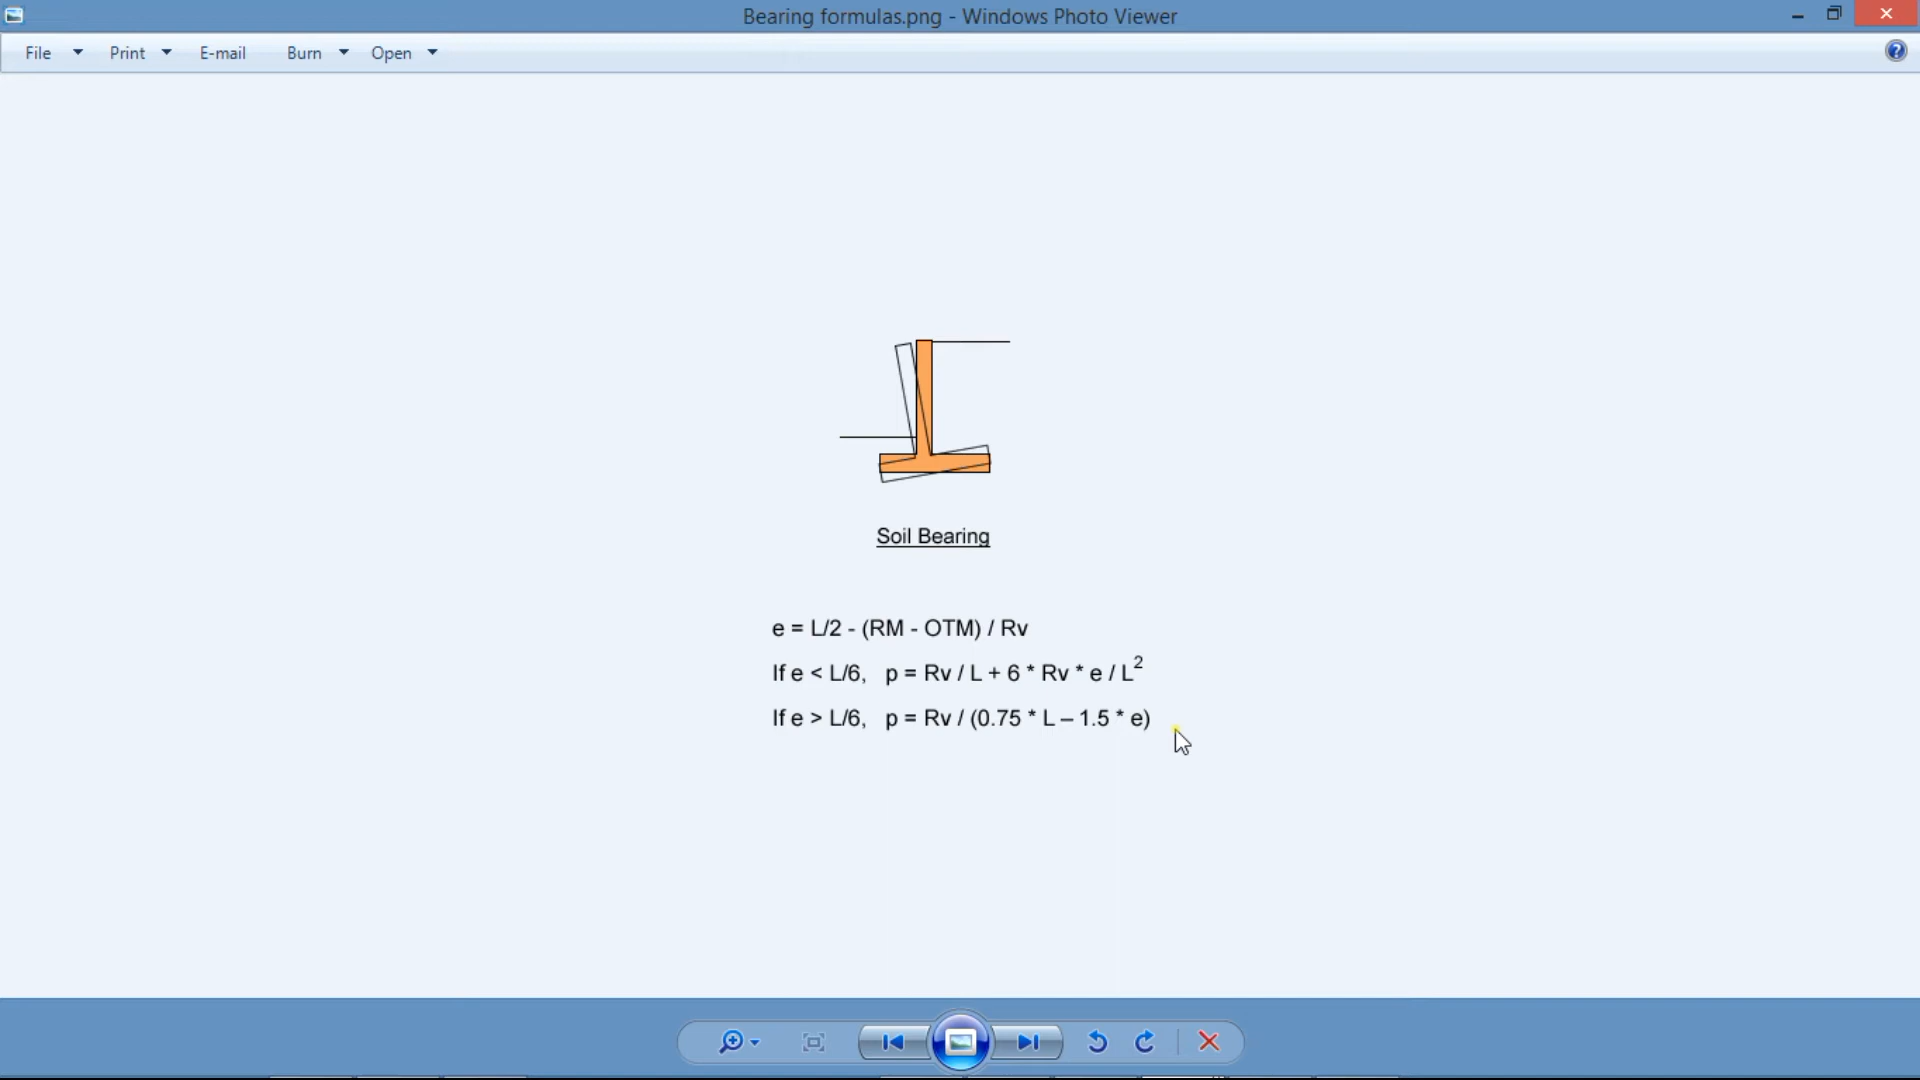 Bearing formulas.png - Windows Photo Viewer
File Print E-mail Burn Open
Soil Bearing
e = L/2 - (RM - OTM) / Rv
If e < L/6, p = Rv / L + 6 * Rv * e / L²
If e > L/6, p = Rv / (0.75 * L – 1.5 * e)